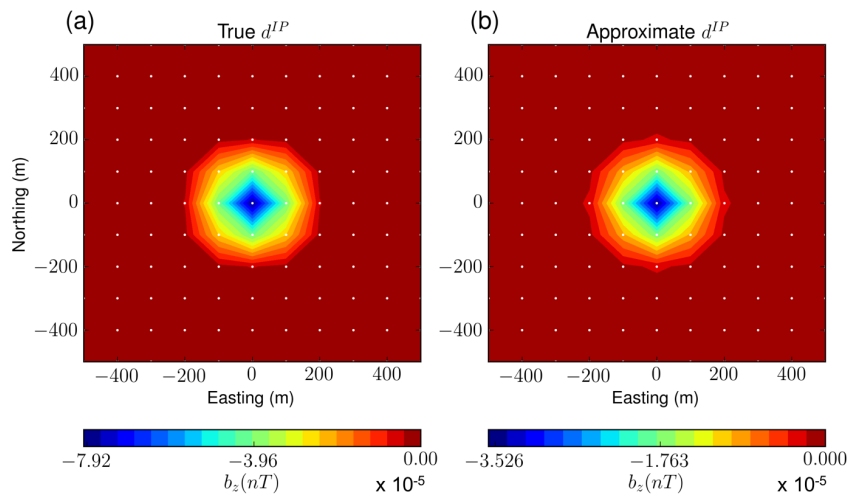 (a)
True d^{IP}
Northing (m)
400
200
0
−200
−400
−400 −200 0 200 400
Easting (m)
−7.92 −3.96 0.00
b_z(nT)
x 10^{-5}
(b)
Approximate d^{IP}
400
200
0
−200
−400
−400 −200 0 200 400
Easting (m)
−3.526 −1.763 0.000
b_z(nT)
x 10^{-5}